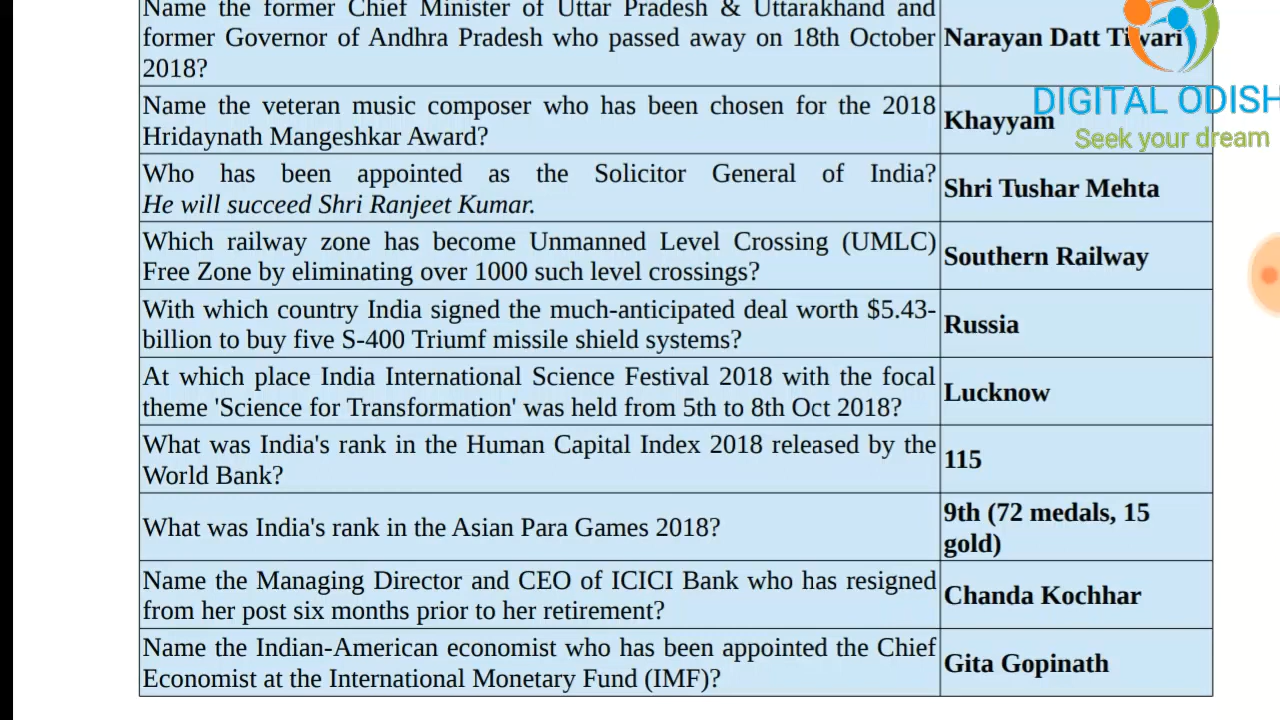 Name the former Chief Minister of Uttar Pradesh & Uttarakhand and
former Governor of Andhra Pradesh who passed away on 18th October
2018?
Narayan Datt Tiwari
Name the veteran music composer who has been chosen for the 2018
Hridaynath Mangeshkar Award?
Khayyam
DIGITAL ODISH
Seek your dream
Who has been appointed as the Solicitor General of India?
He will succeed Shri Ranjeet Kumar.
Shri Tushar Mehta
Which railway zone has become Unmanned Level Crossing (UMLC)
Free Zone by eliminating over 1000 such level crossings?
Southern Railway
With which country India signed the much-anticipated deal worth $5.43-
billion to buy five S-400 Triumf missile shield systems?
Russia
At which place India International Science Festival 2018 with the focal
theme 'Science for Transformation' was held from 5th to 8th Oct 2018?
Lucknow
What was India's rank in the Human Capital Index 2018 released by the
World Bank?
115
What was India's rank in the Asian Para Games 2018?
9th (72 medals, 15
gold)
Name the Managing Director and CEO of ICICI Bank who has resigned
from her post six months prior to her retirement?
Chanda Kochhar
Name the Indian-American economist who has been appointed the Chief
Economist at the International Monetary Fund (IMF)?
Gita Gopinath